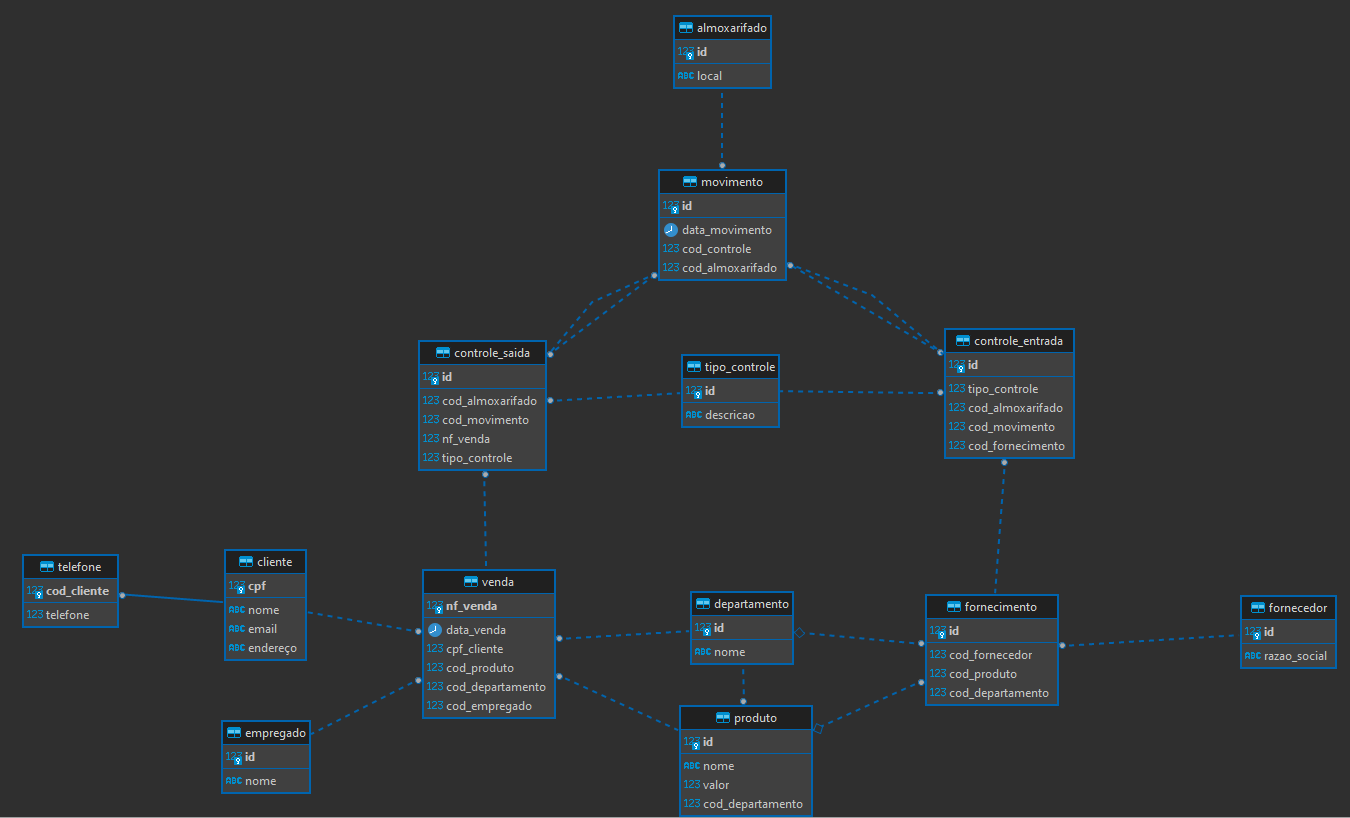 almoxarifado
123 id
ABC local
movimento
123 id
data_movimento
123 cod_controle
123 cod_almoxarifado
controle_saida
123 id
123 cod_almoxarifado
123 cod_movimento
123 nf_venda
123 tipo_controle
tipo_controle
123 id
ABC descricao
controle_entrada
123 id
123 tipo_controle
123 cod_almoxarifado
123 cod_movimento
123 cod_fornecimento
telefone
123 cod_cliente
123 telefone
cliente
123 cpf
ABC nome
ABC email
ABC endereço
venda
123 nf_venda
data_venda
123 cpf_cliente
123 cod_produto
123 cod_departamento
123 cod_empregado
departamento
123 id
ABC nome
fornecimento
123 id
123 cod_fornecedor
123 cod_produto
123 cod_departamento
fornecedor
123 id
ABC razao_social
empregado
123 id
ABC nome
produto
123 id
ABC nome
123 valor
123 cod_departamento